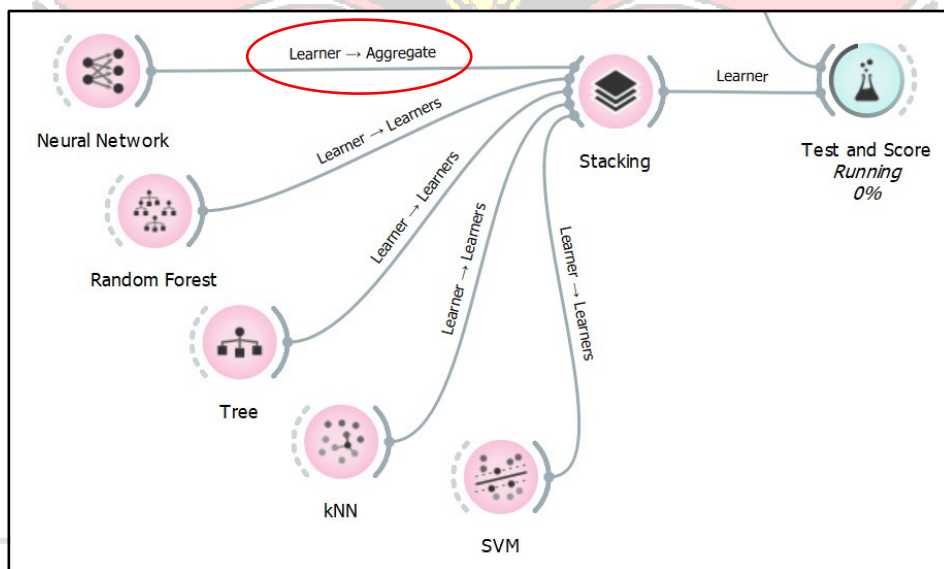 Learner → Aggregate
Learner
Neural Network
Learner → Learners
Stacking
Test and Score
Running
0%
Random Forest
Learner → Learners
Learner → Learners
Learner → Learners
Tree
kNN
SVM